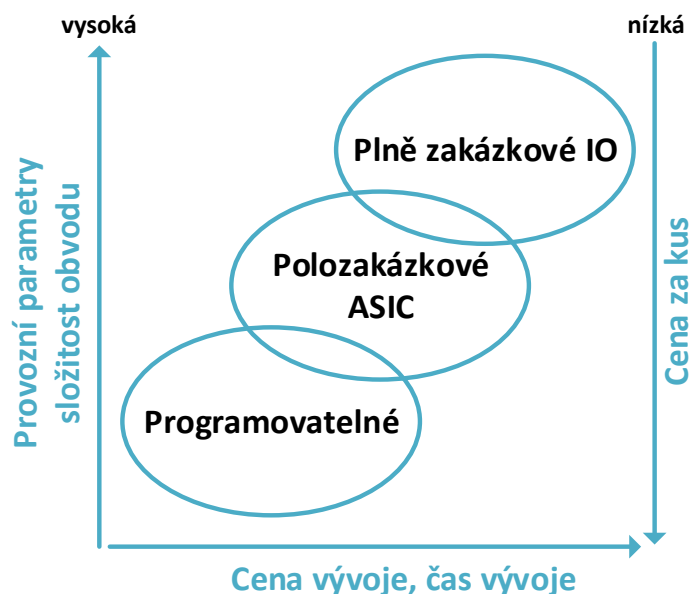 vysoká
nízká
Provozní parametry
složitost obvodu
Plně zakázkové IO
Polozakázkové
ASIC
Programovatelné
Cena za kus
Cena vývoje, čas vývoje